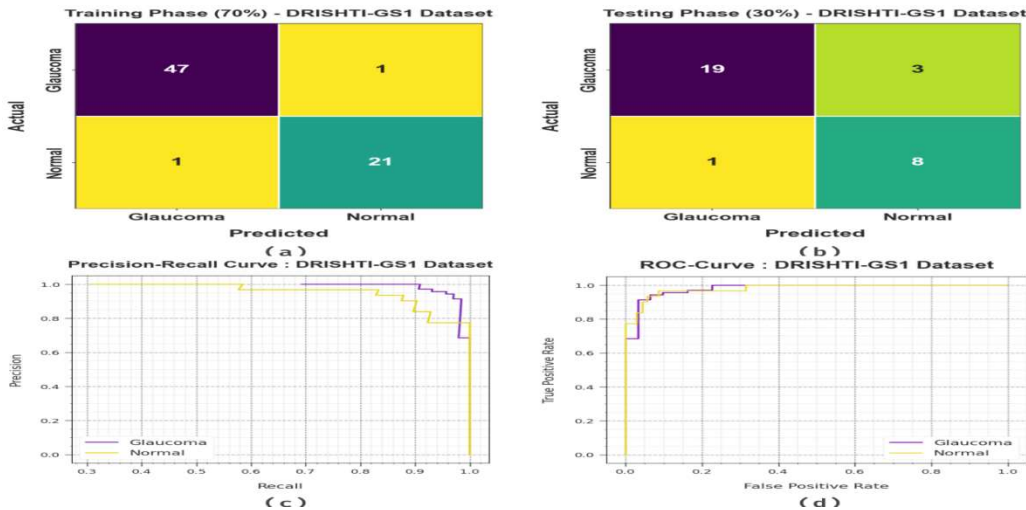 Training Phase (70%) - DRISHTI-GS1 Dataset
Actual
Glaucoma
47
1
Normal
1
21
Glaucoma
Normal
Predicted
(a)
Testing Phase (30%) - DRISHTI-GS1 Dataset
Actual
Glaucoma
19
3
Normal
1
8
Glaucoma
Normal
Predicted
(b)
Precision-Recall Curve : DRISHTI-GS1 Dataset
Precision
1.0
0.8
0.6
0.4
0.2
0.0
Glaucoma
Normal
0.3 0.4 0.5 0.6 0.7 0.8 0.9 1.0
Recall
(c)
ROC-Curve : DRISHTI-GS1 Dataset
True Positive Rate
1.0
0.8
0.6
0.4
0.2
0.0
Glaucoma
Normal
0.0 0.2 0.4 0.6 0.8 1.0
False Positive Rate
(d)